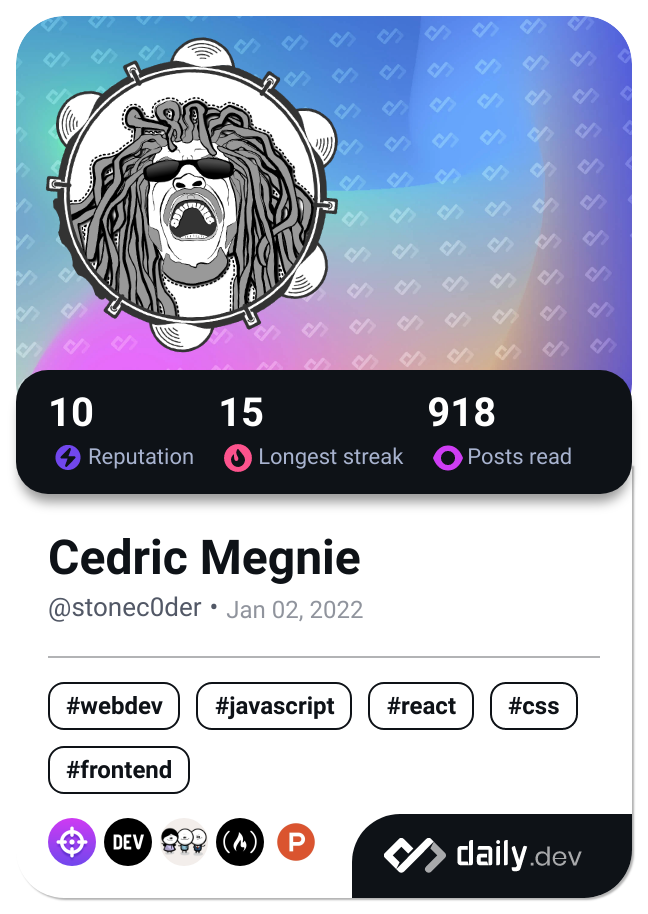 10 15 918
Reputation Longest streak Posts read
Cedric Megnie
@stonec0der • Jan 02, 2022
#webdev #javascript #react #css
#frontend
DEV P
daily.dev